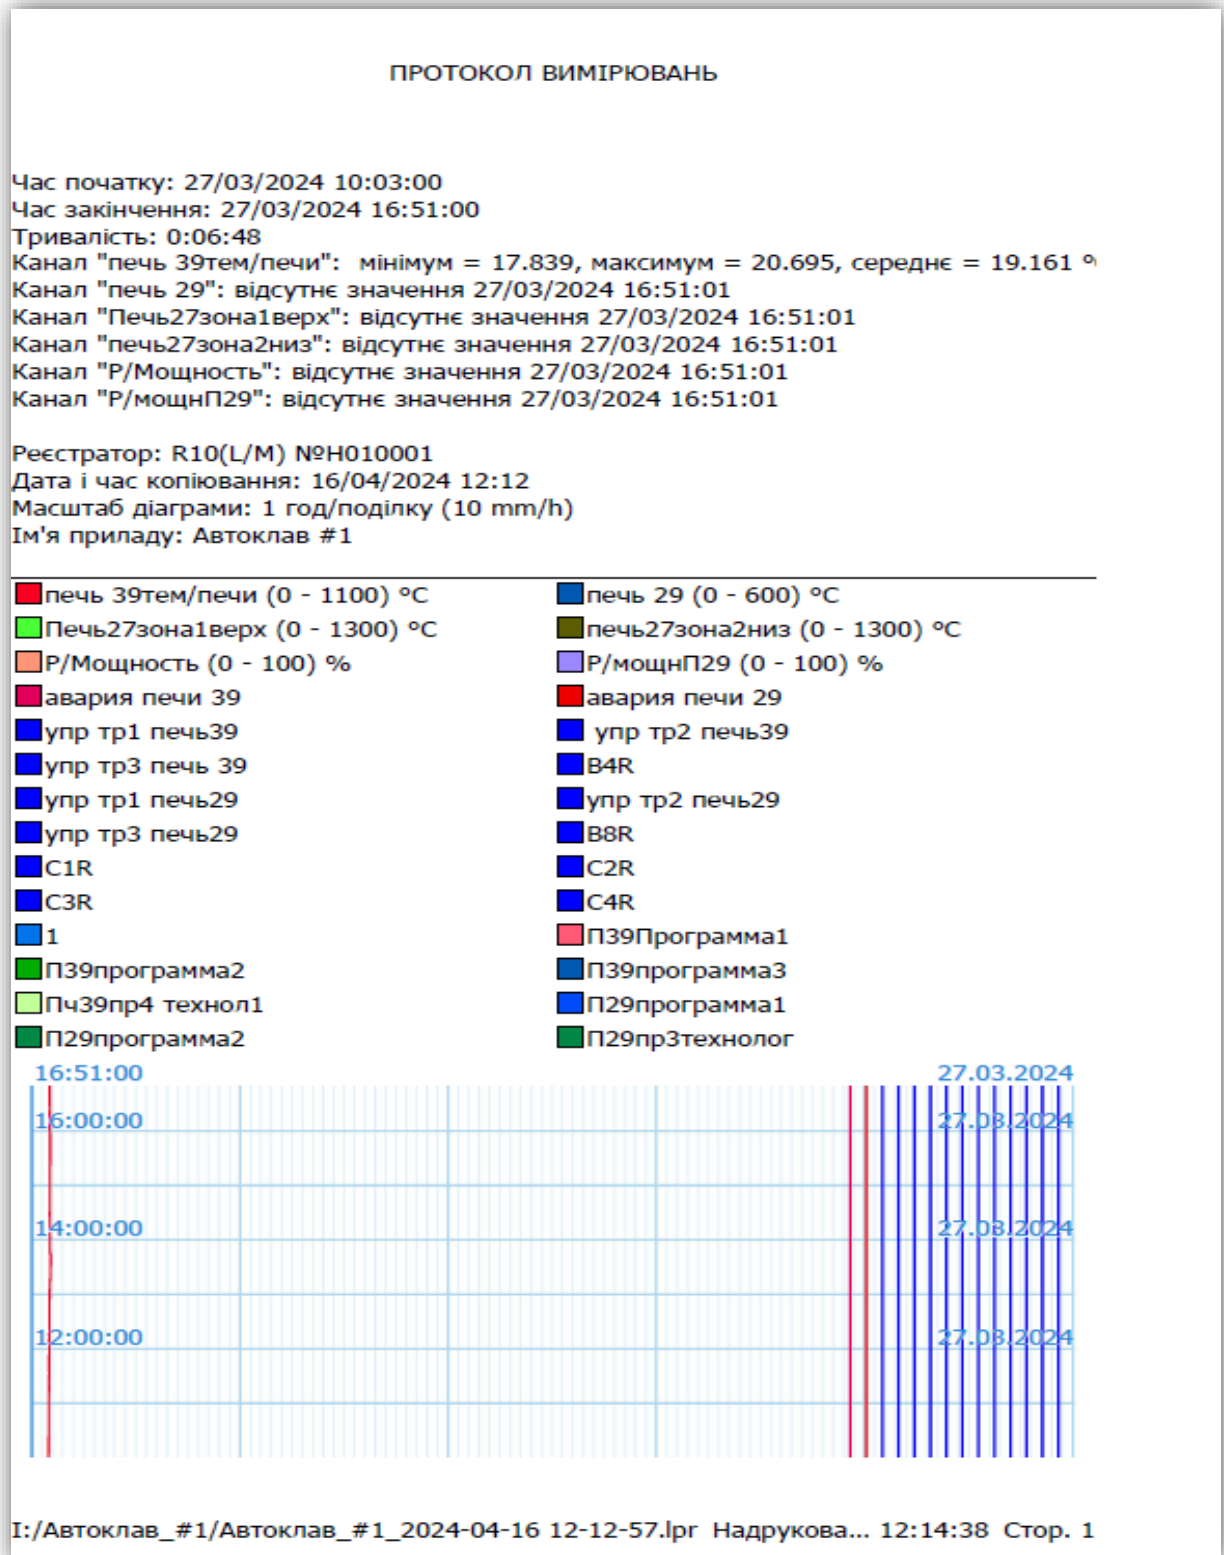 ПРОТОКОЛ ВИМІРЮВАНЬ
Час початку: 27/03/2024 10:03:00
Час закінчення: 27/03/2024 16:51:00
Тривалість: 0:06:48
Канал "печь 39тем/печи": мінімум = 17.839, максимум = 20.695, середнє = 19.161 °
Канал "печь 29": відсутнє значення 27/03/2024 16:51:01
Канал "Печь27зона1верх": відсутнє значення 27/03/2024 16:51:01
Канал "печь27зона2низ": відсутнє значення 27/03/2024 16:51:01
Канал "Р/Мощность": відсутнє значення 27/03/2024 16:51:01
Канал "Р/мощнП29": відсутнє значення 27/03/2024 16:51:01
Реєстратор: R10(L/M) №H010001
Дата і час копіювання: 16/04/2024 12:12
Масштаб діаграми: 1 год/поділку (10 mm/h)
Ім'я приладу: Автоклав #1
печь 39тем/печи (0 - 1100) °C печь 29 (0 - 600) °C
Печь27зона1верх (0 - 1300) °C печь27зона2низ (0 - 1300) °C
Р/Мощность (0 - 100) % Р/мощнП29 (0 - 100) %
авария печи 39 авария печи 29
упр тр1 печь39 упр тр2 печь39
упр тр3 печь 39 B4R
упр тр1 печь29 упр тр2 печь29
упр тр3 печь29 B8R
C1R C2R
C3R C4R
1 П39Программа1
П39программа2 П39программа3
Пч39пр4 технол1 П29программа1
П29программа2 П29пр3технолог
16:51:00 27.03.2024
16:00:00 27.03.2024
14:00:00 27.03.2024
12:00:00 27.03.2024
I:/Автоклав_#1/Автоклав_#1_2024-04-16 12-12-57.lpr Надрукова... 12:14:38 Стор. 1